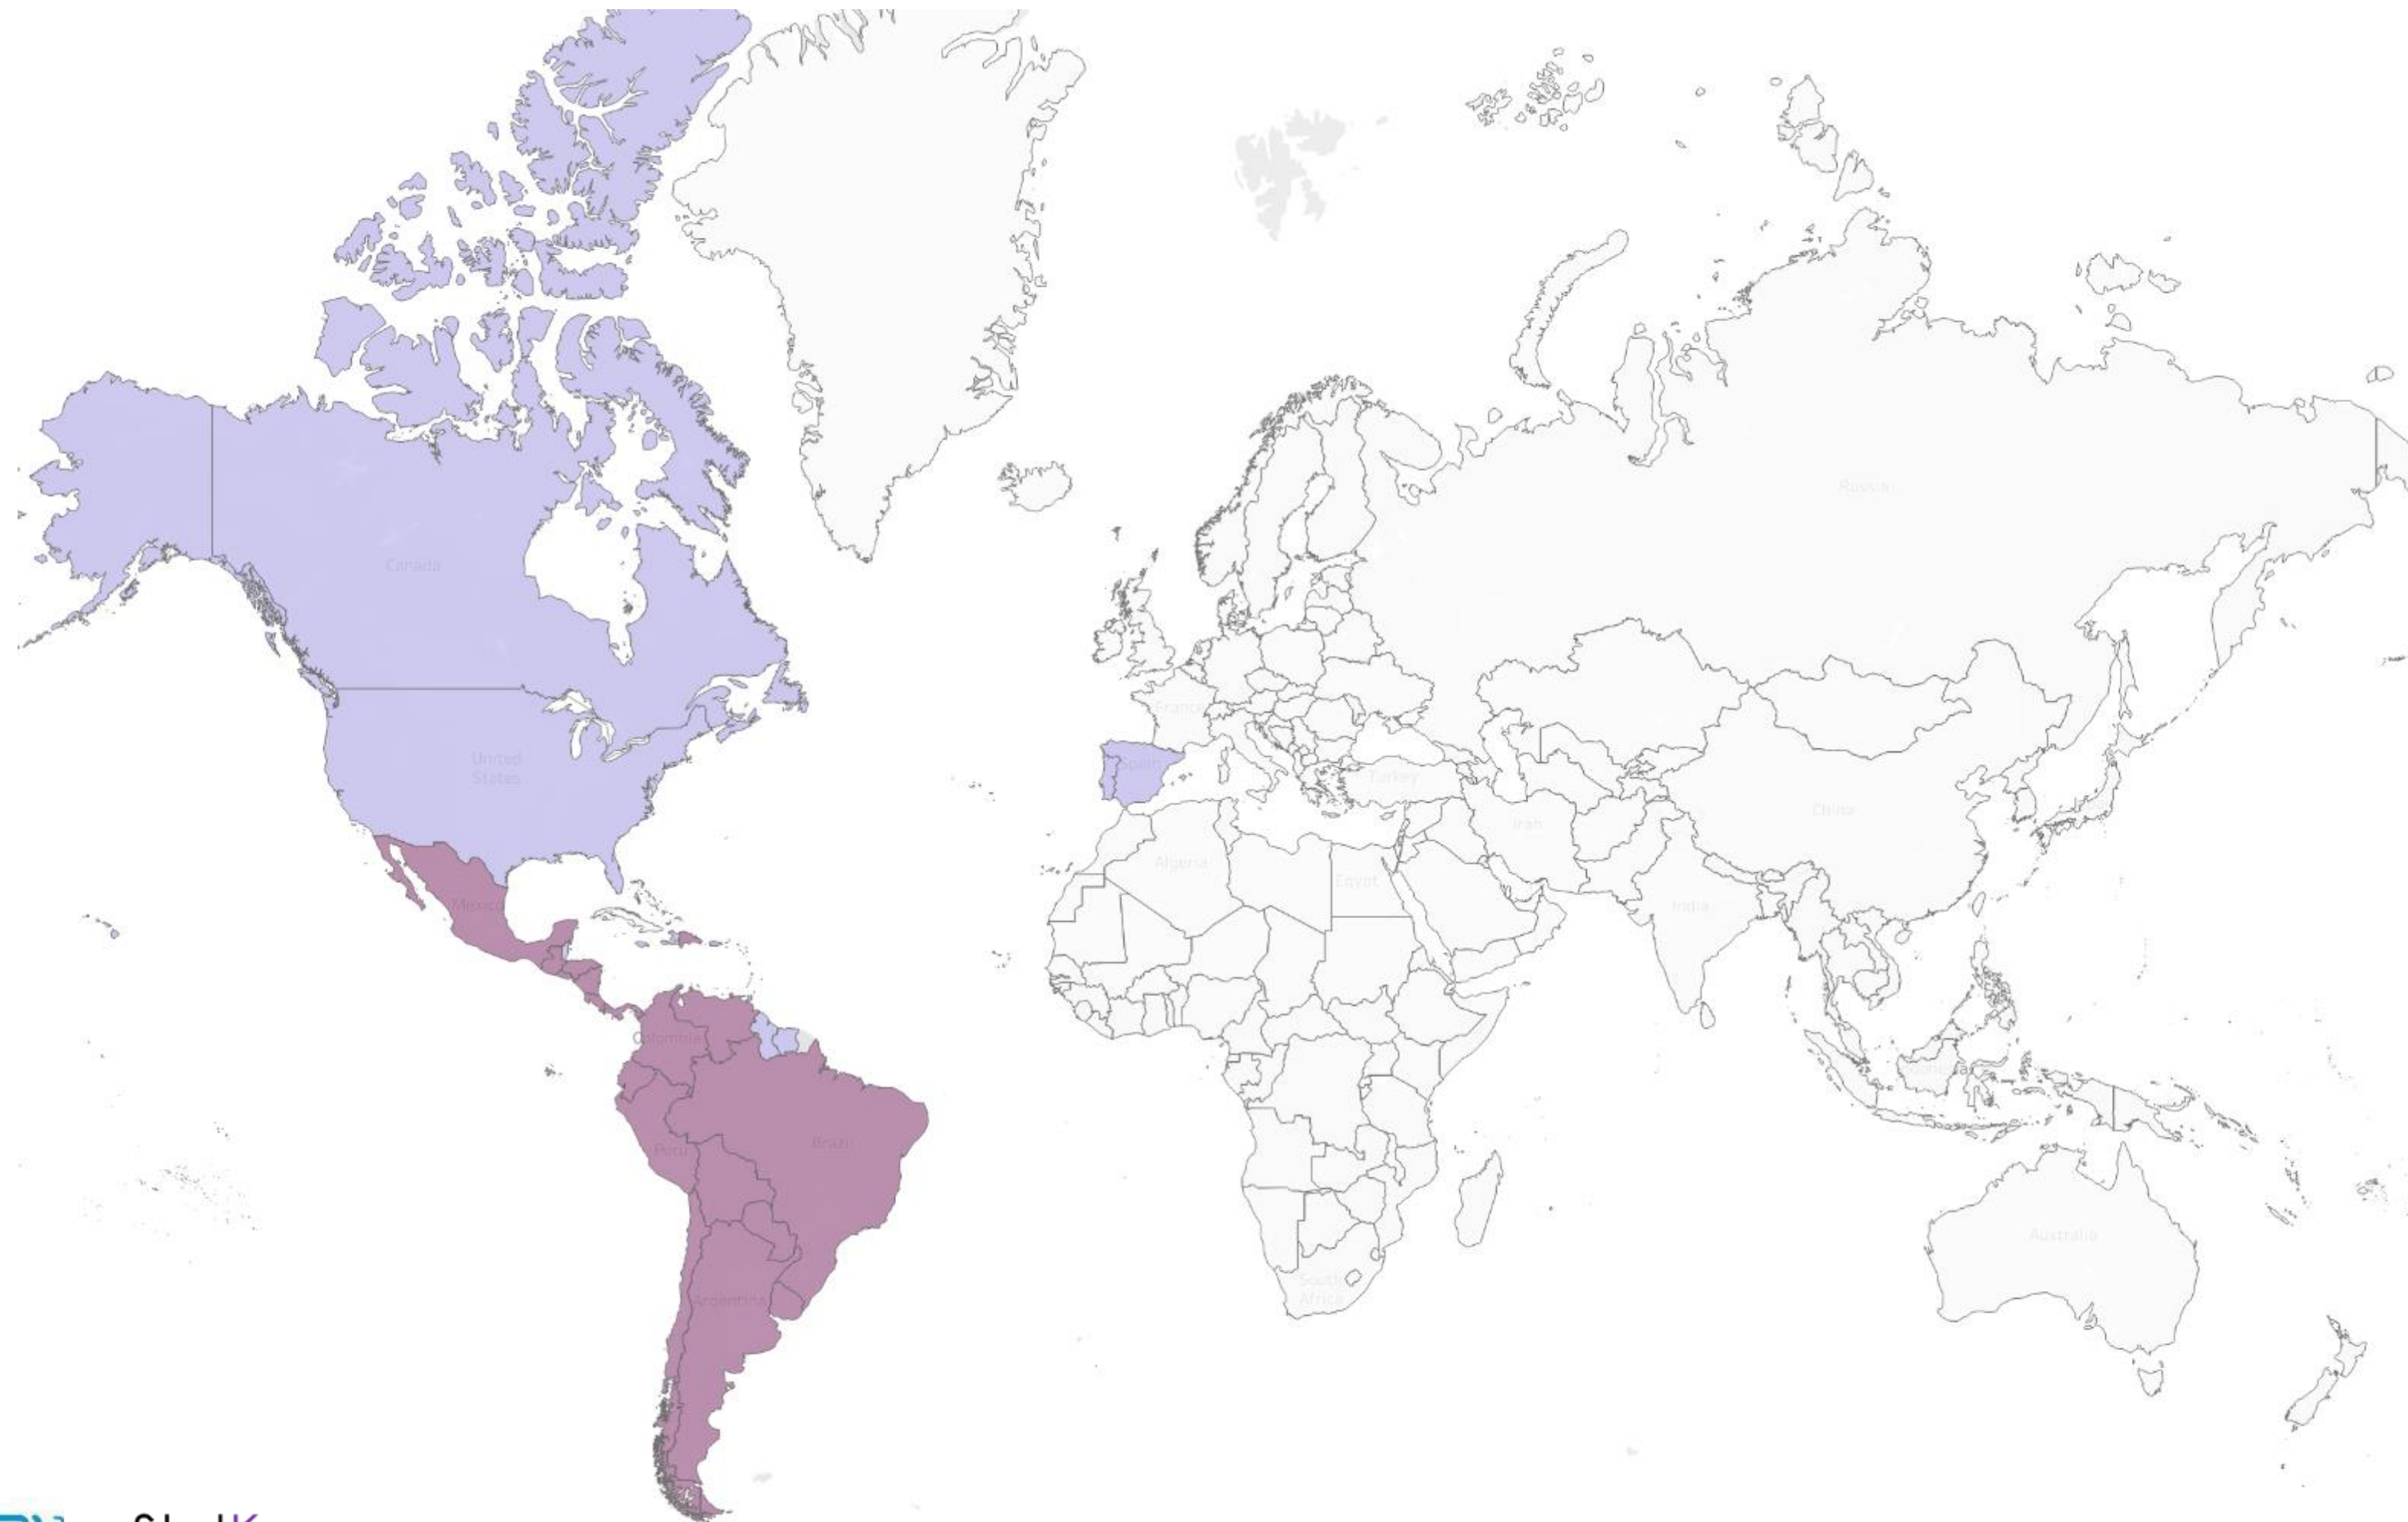 Russia
Canada
France
United
States
Spain
Turkey
Iran
China
Algeria
Egypt
India
Mexico
Colombia
Peru
Brazil
Australia
Argentina
South
Africa